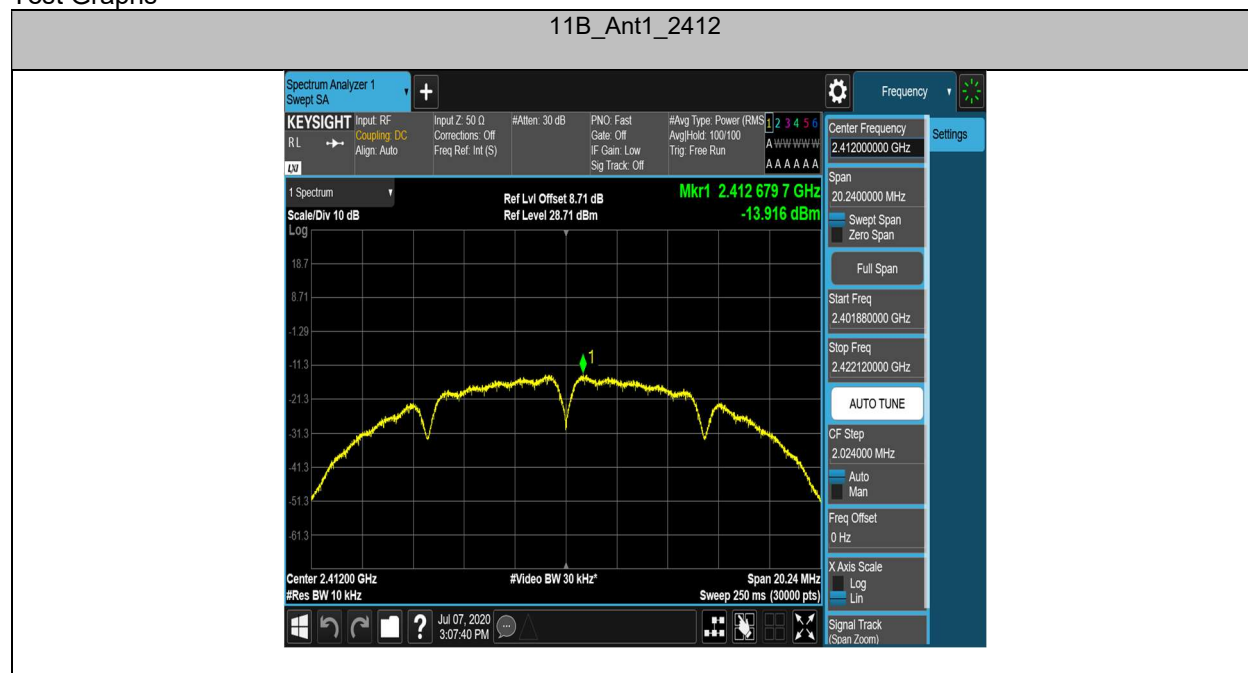 Test Graphs
11B_Ant1_2412
Spectrum Analyzer 1
Swept SA
+
Frequency
KEYSIGHT
Input: RF
Input Z: 50 Ω
#Atten: 30 dB
PNO: Fast
#Avg Type: Power (RMS
1 2 3 4 5 6
RL
Coupling: DC
Corrections: Off
Gate: Off
Avg|Hold: 100/100
A W W W W W
Align: Auto
Freq Ref: Int (S)
IF Gain: Low
Trig: Free Run
Sig Track: Off
A A A A A A
LXI
Center Frequency
2.412000000 GHz
Settings
1 Spectrum
Ref Lvl Offset 8.71 dB
Mkr1 2.412 679 7 GHz
Scale/Div 10 dB
Ref Level 28.71 dBm
-13.916 dBm
Log
18.7
8.71
-1.29
-11.3
-21.3
-31.3
-41.3
-51.3
-61.3
1
Span
20.2400000 MHz
Swept Span
Zero Span
Full Span
Start Freq
2.401880000 GHz
Stop Freq
2.422120000 GHz
AUTO TUNE
CF Step
2.024000 MHz
Auto
Man
Freq Offset
0 Hz
X Axis Scale
Log
Lin
Signal Track
(Span Zoom)
Center 2.41200 GHz
#Video BW 30 kHz*
Span 20.24 MHz
#Res BW 10 kHz
Sweep 250 ms (30000 pts)
?
Jul 07, 2020
3:07:40 PM